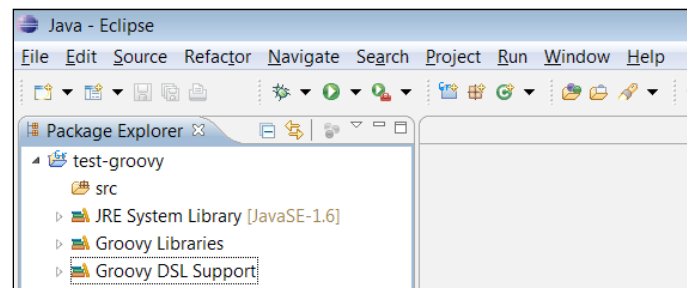 Java - Eclipse
File Edit Source Refactor Navigate Search Project Run Window Help
Package Explorer
test-groovy
src
JRE System Library [JavaSE-1.6]
Groovy Libraries
Groovy DSL Support